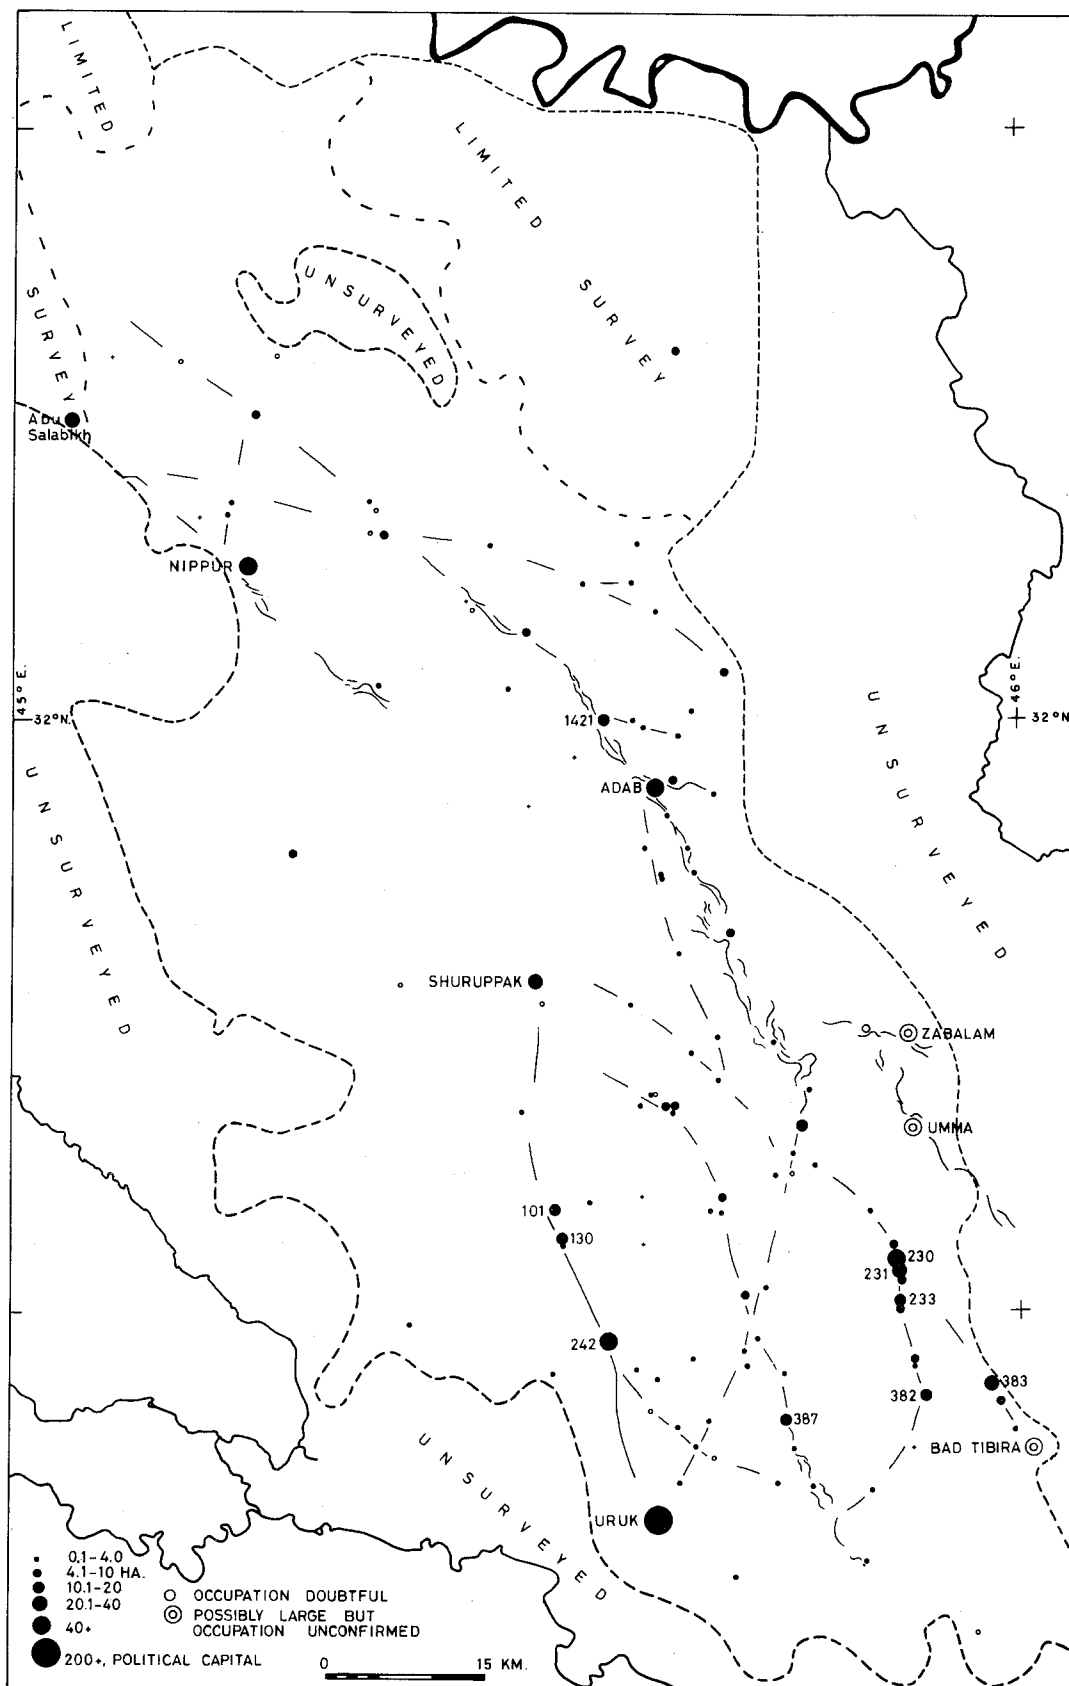 LIMITED
SURVEY
LIMITED
SURVEY
UNSURVEYED
Abu
Salabikh
NIPPUR
45° E.
32° N.
46° E.
32° N.
1421
ADAB
UNSURVEYED
UNSURVEYED
SHURUPPAK
ZABALAM
UMMA
101
130
230
231
233
242
383
382
387
BAD TIBIRA
UNSURVEYED
URUK
0.1–4.0
4.1–10 HA.
10.1–20
20.1–40
40+
200+, POLITICAL CAPITAL
OCCUPATION DOUBTFUL
POSSIBLY LARGE BUT
OCCUPATION UNCONFIRMED
0 15 KM.